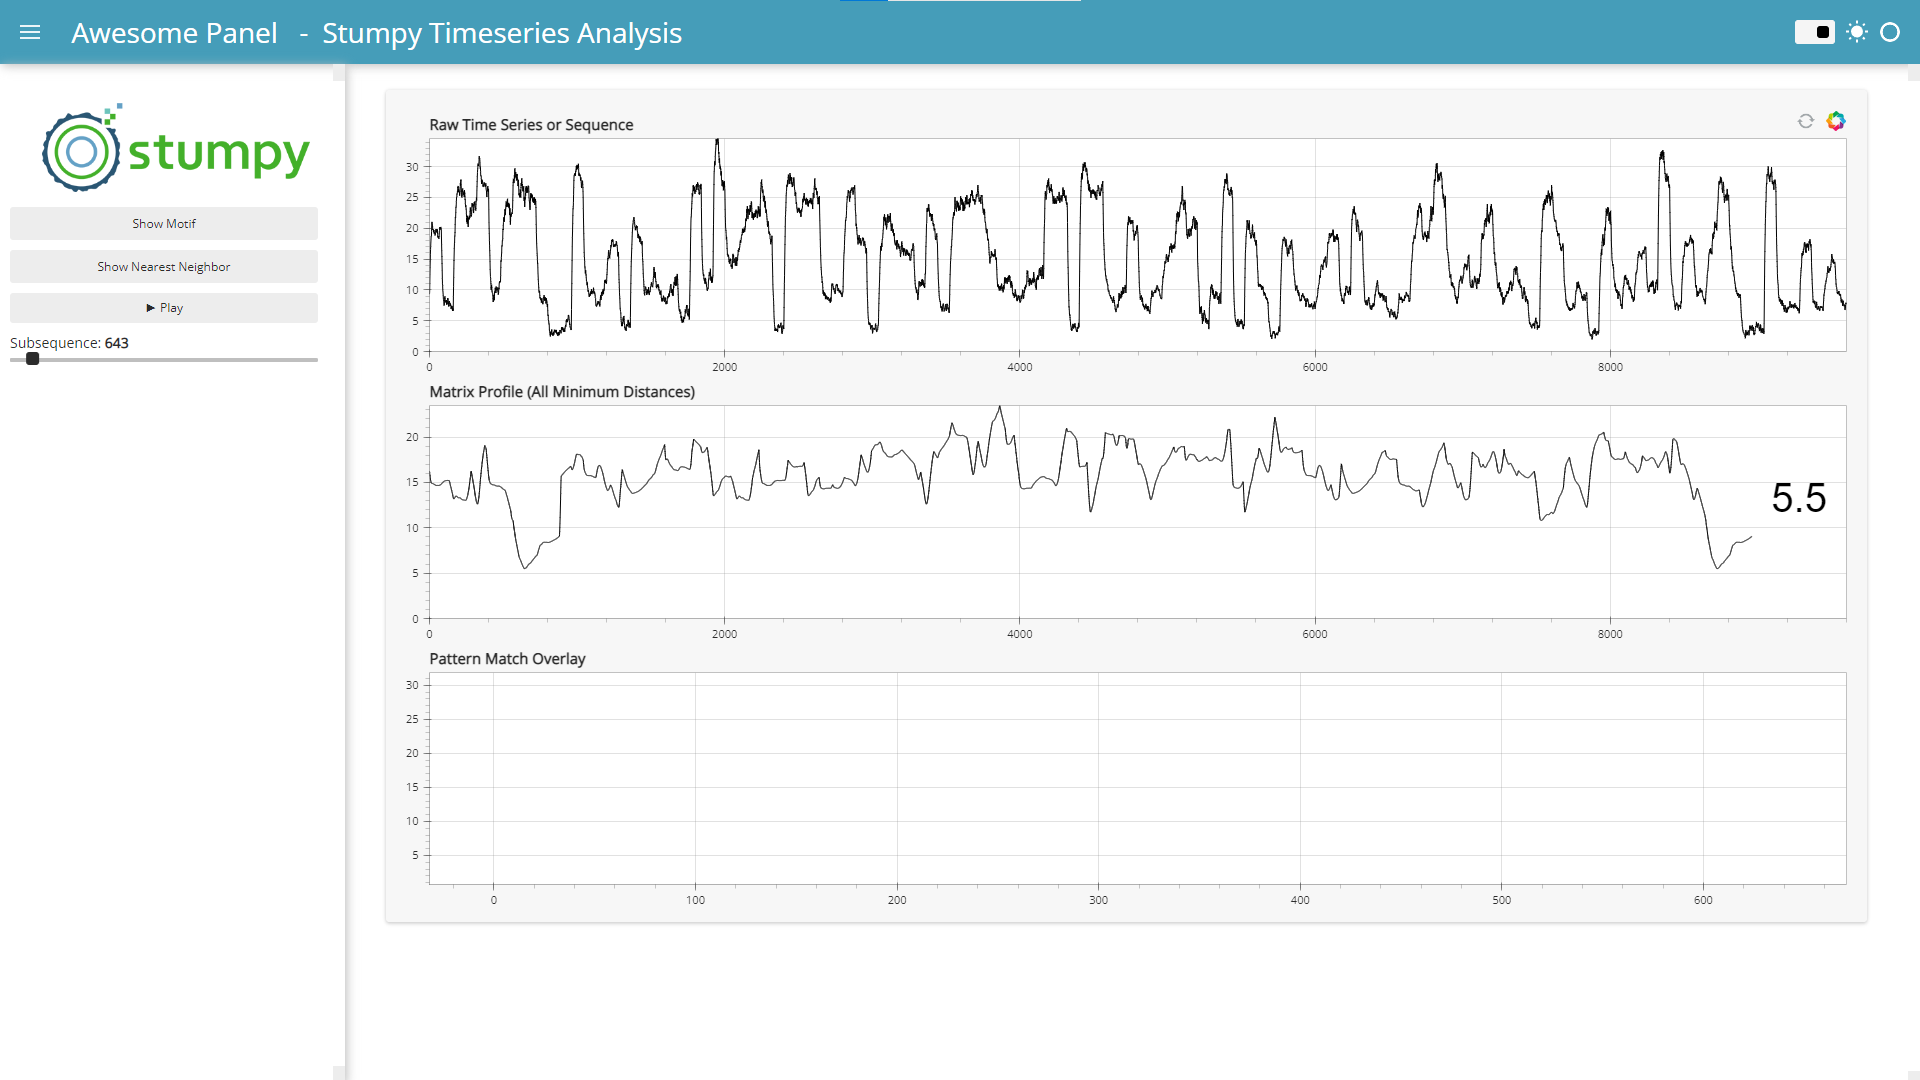 Awesome Panel - Stumpy Timeseries Analysis
stumpy
Show Motif
Show Nearest Neighbor
► Play
Subsequence: 643
Raw Time Series or Sequence
30
25
20
15
10
5
0
0 2000 4000 6000 8000
Matrix Profile (All Minimum Distances)
20
15
10
5
0
5.5
0 2000 4000 6000 8000
Pattern Match Overlay
30
25
20
15
10
5
0 100 200 300 400 500 600